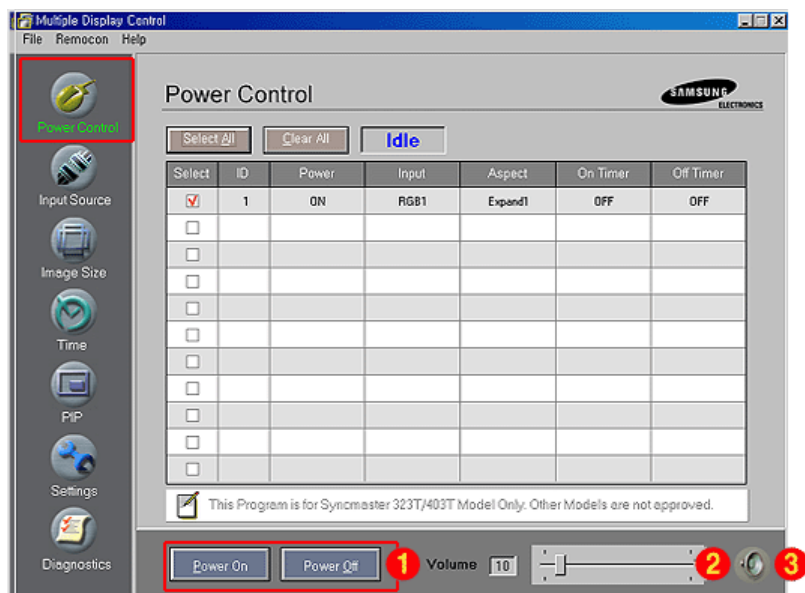 Multiple Display Control
File Remocon Help
Power Control
Input Source
Image Size
Time
PIP
Settings
Diagnostics
Power Control
SAMSUNG
ELECTRONICS
Select All Clear All Idle
Select ID Power Input Aspect On Timer Off Timer
1 ON RGB1 Expand1 OFF OFF
This Program is for Syncmaster 323T/403T Model Only. Other Models are not approved.
Power On Power Off 1 Volume 10 2 3